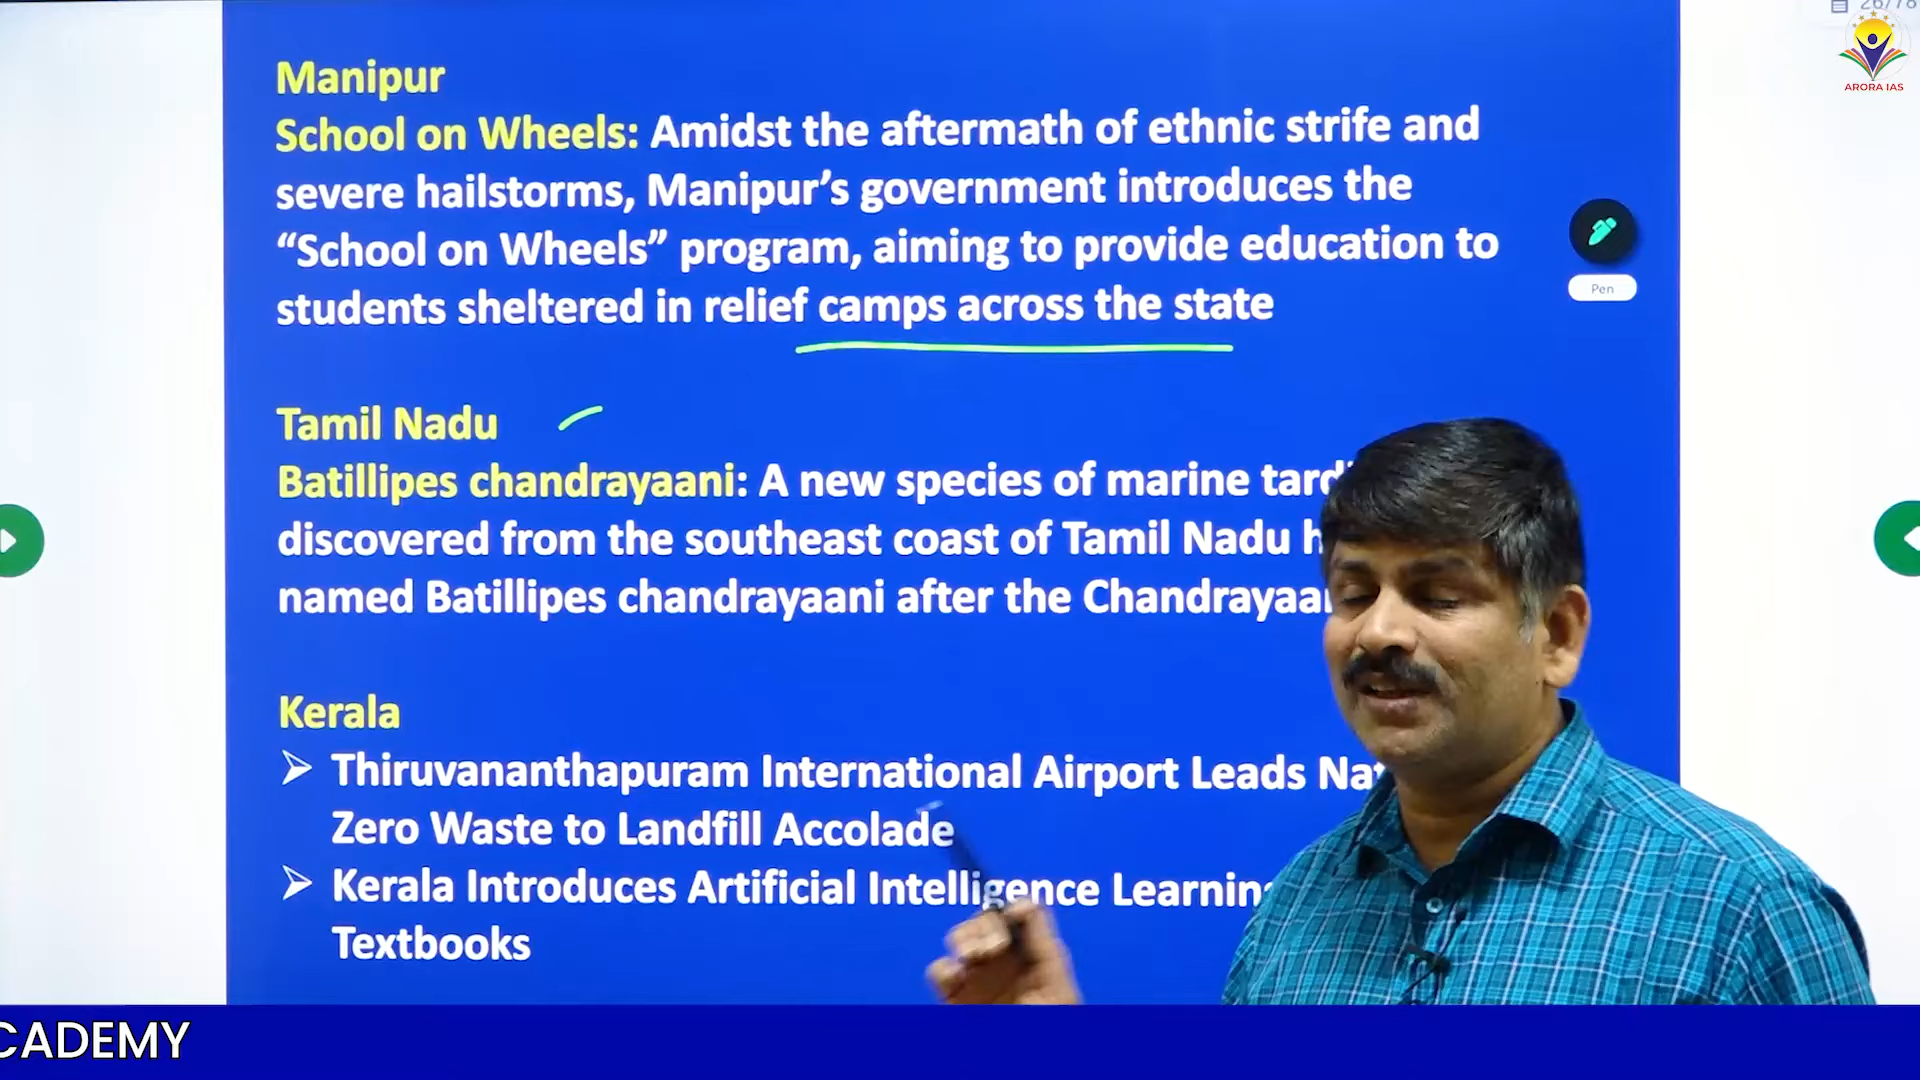 26/78
ARORA IAS
Manipur
School on Wheels: Amidst the aftermath of ethnic strife and
severe hailstorms, Manipur’s government introduces the
“School on Wheels” program, aiming to provide education to
students sheltered in relief camps across the state
Pen
Tamil Nadu
Batillipes chandrayaani: A new species of marine
discovered from the southeast coast of Tamil Nadu
named Batillipes chandrayaani after the
Kerala
➢ Thiruvananthapuram International Airport Leads
Zero Waste to Landfill Accolade
➢ Kerala Introduces Artificial Intelligence Learning
Textbooks
CADEMY